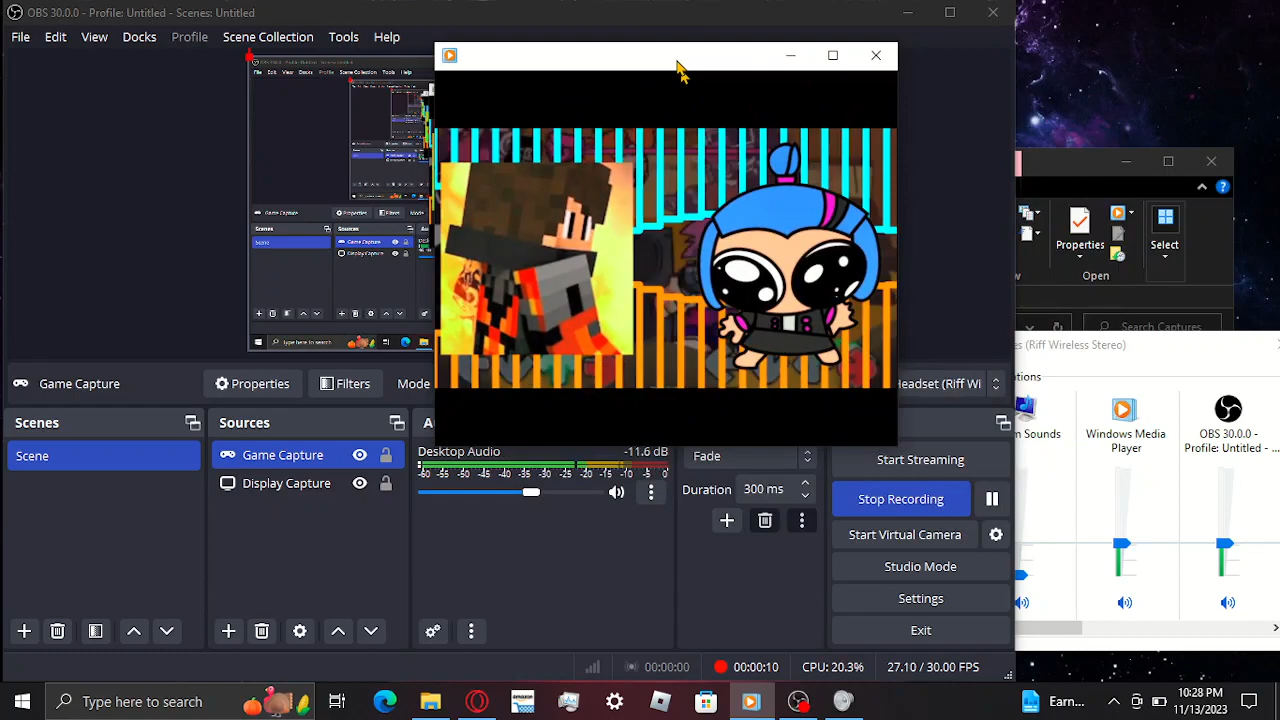 OBS 30.0.0 - Profile: Untitled - Scenes: Untitled
File Edit View Docks Profile Scene Collection Tools Help
Game Capture Properties Filters Mode Headset (Riff Wi
Scenes
Scene
Sources
Game Capture
Display Capture
Desktop Audio -11.6 dB
-60 -55 -50 -45 -40 -35 -30 -25 -20 -15 -10 -5 0
Fade
Duration 300 ms
Start Streaming
Stop Recording
Start Virtual Camera
Studio Mode
Settings
Exit
00:00:00 00:00:10 CPU: 20.3% 27.10 / 30.00 FPS
Properties
Select
Open
Search Captures
es (Riff Wireless Stereo)
m Sounds
Windows Media
Player
OBS 30.0.0 -
Profile: Untitled -
Type here to search
Earn...
10:28 PM
11/13/2023